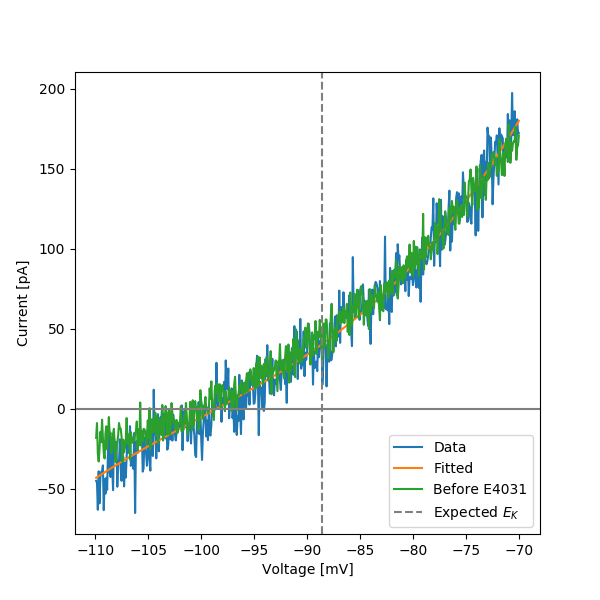 200
150
100
50
0
−50
Current [pA]
−110 −105 −100 −95 −90 −85 −80 −75 −70
Voltage [mV]
Data
Fitted
Before E4031
Expected E_K